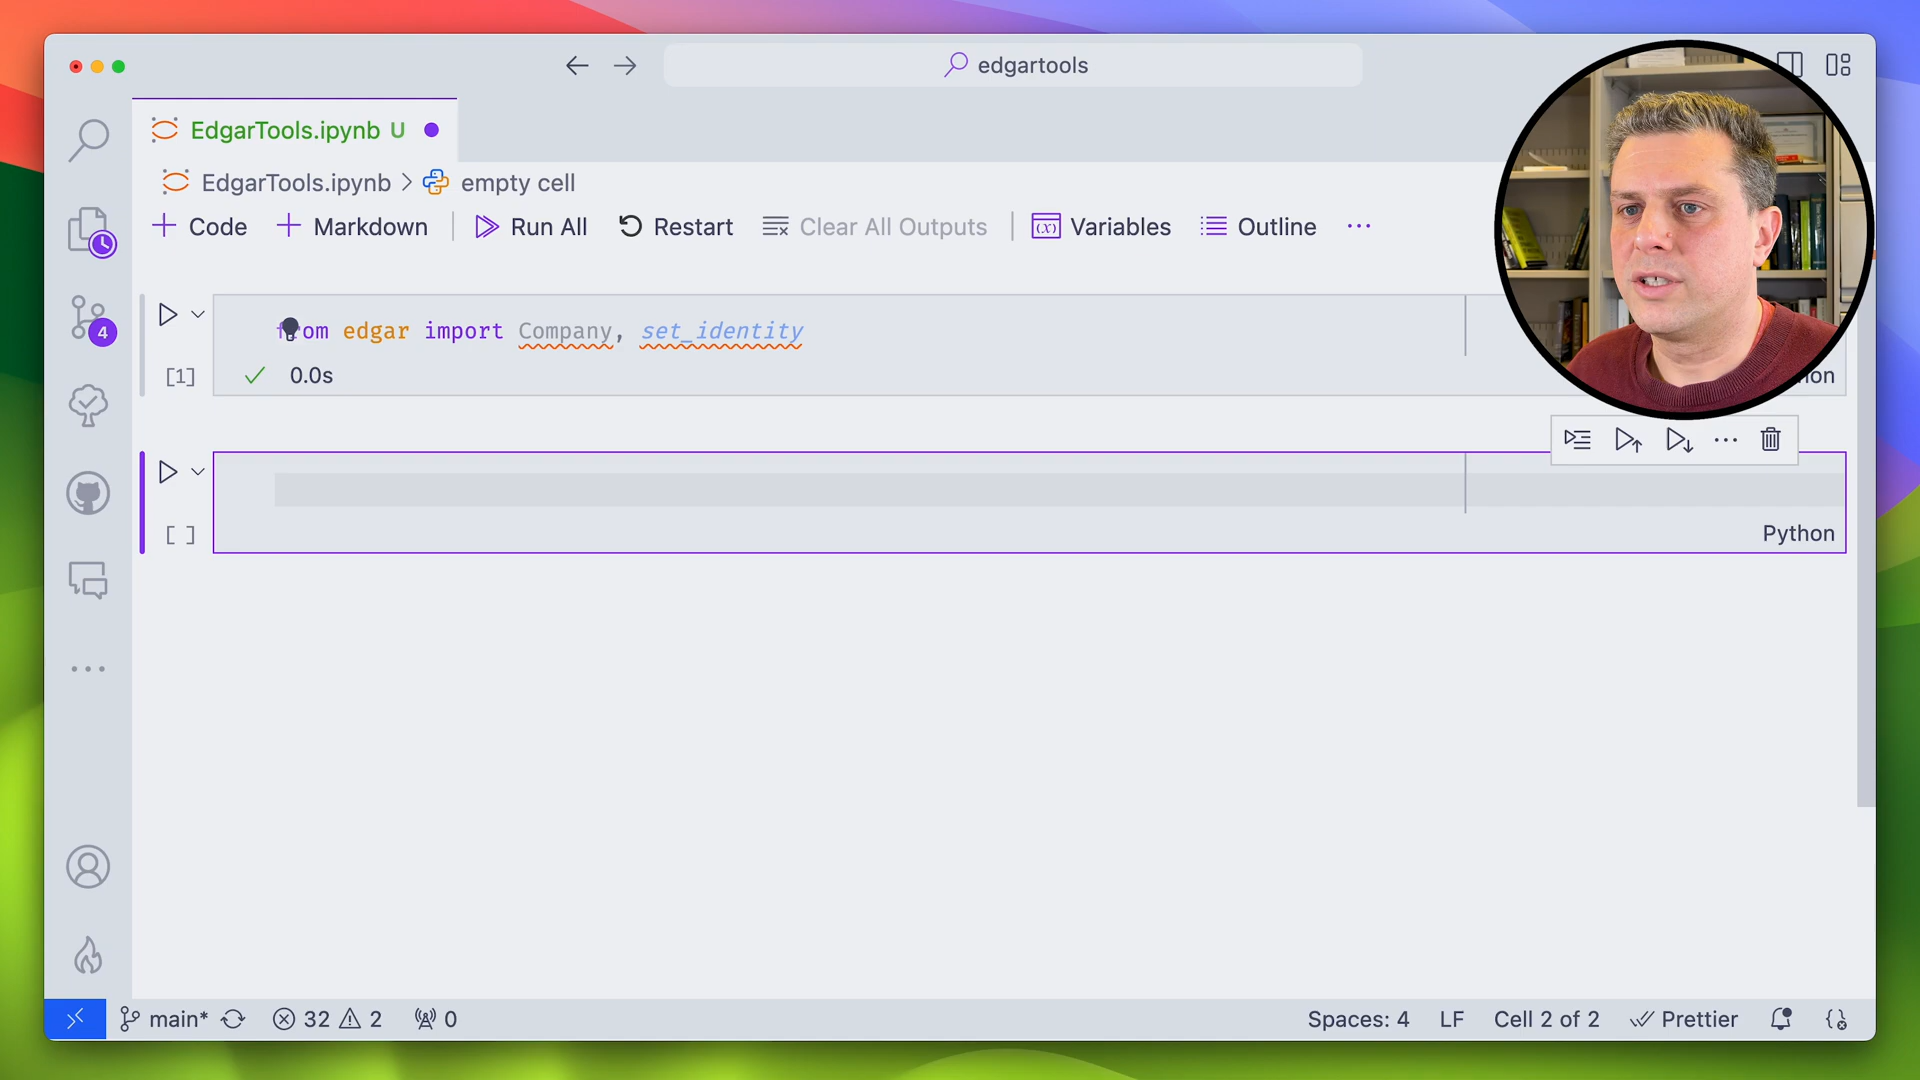 edgartools
EdgarTools.ipynb U
EdgarTools.ipynb > empty cell
Code Markdown Run All Restart Clear All Outputs Variables Outline ...
from edgar import Company, set_identity
[1] 0.0s
[ ] Python
4
main* 32 2 0 Spaces: 4 LF Cell 2 of 2 Prettier